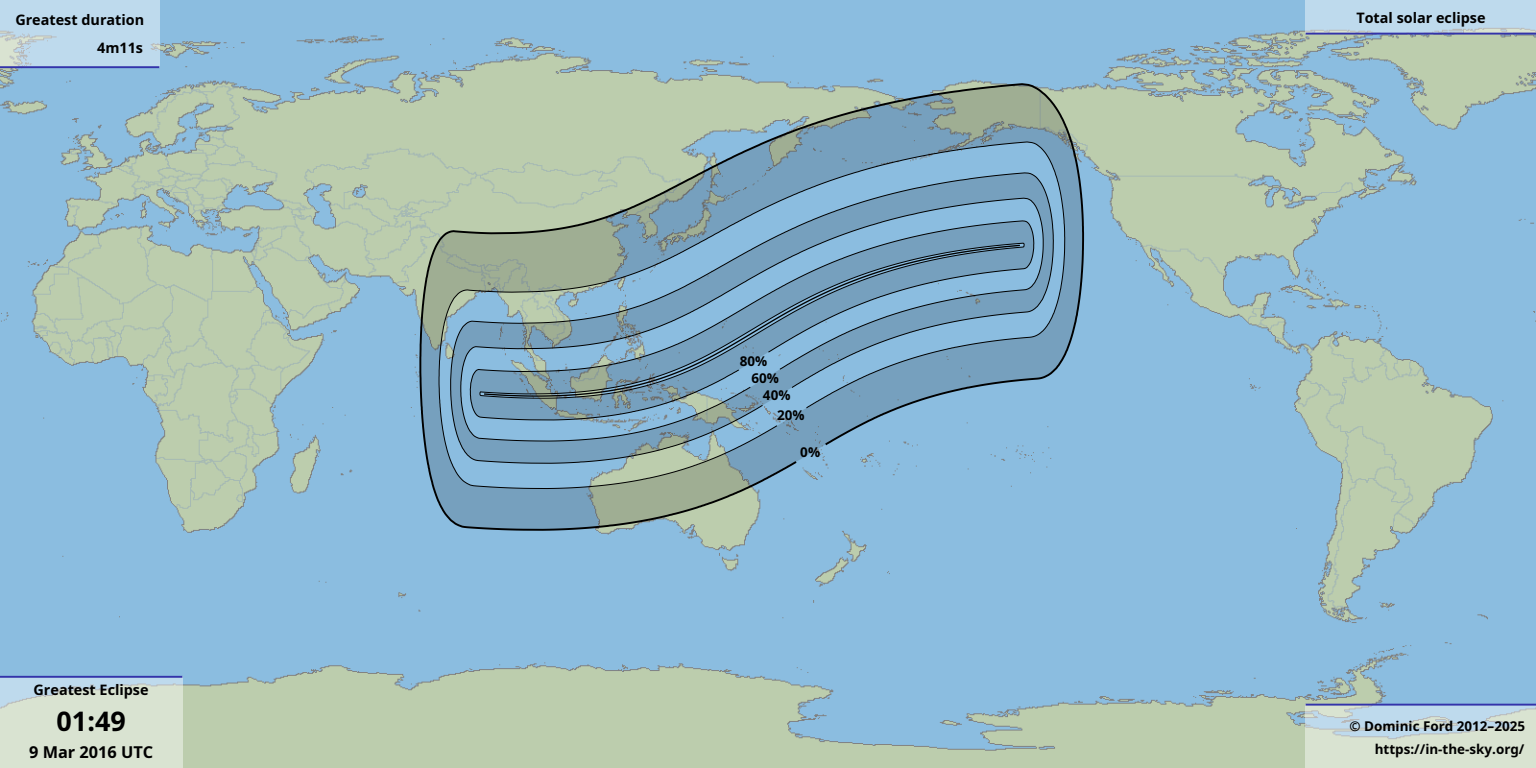 Greatest duration
4m11s
Total solar eclipse
80%
60%
40%
20%
0%
Greatest Eclipse
01:49
9 Mar 2016 UTC
© Dominic Ford 2012–2025
https://in-the-sky.org/